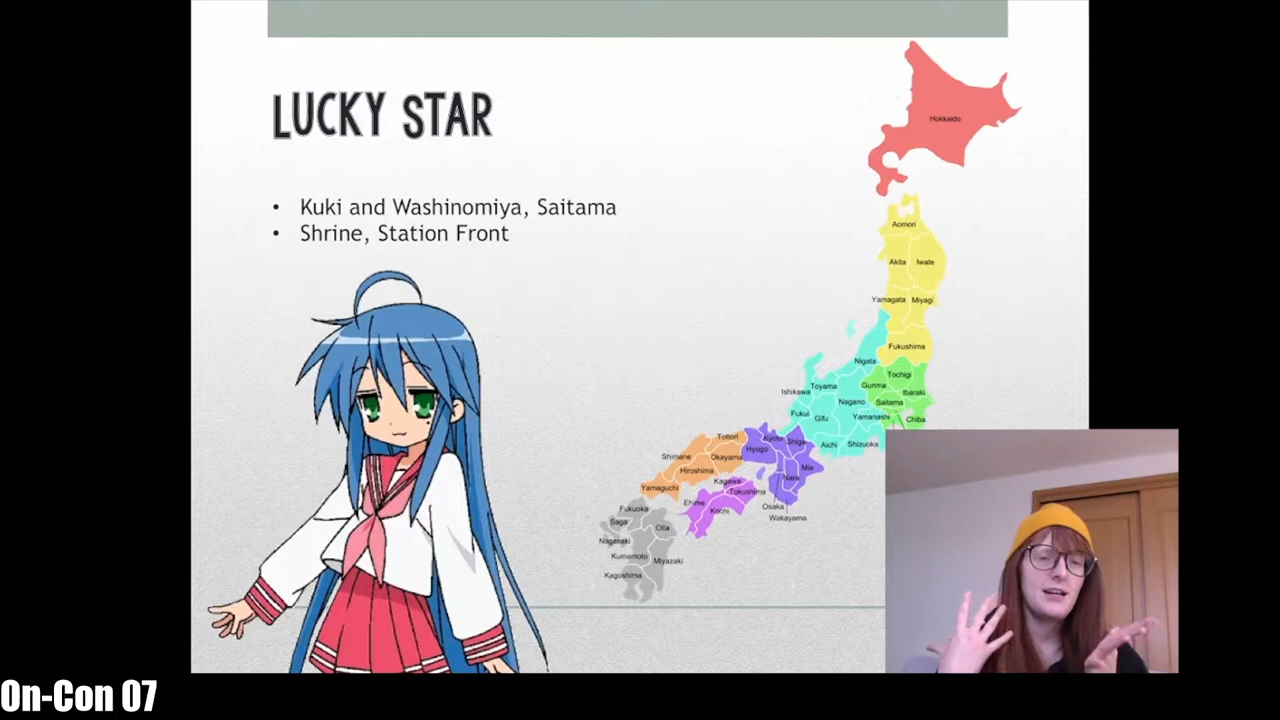 LUCKY STAR
• Kuki and Washinomiya, Saitama
• Shrine, Station Front
Hokkaido
Aomori
Akita
Iwate
Yamagata
Miyagi
Fukushima
Nigata
Tochigi
Gunma
Ibaraki
Ishikawa
Toyama
Nagano
Saitama
Fukui
Gifu
Yamanashi
Chiba
Aichi
Shizuoka
Tottori
Hyogo
Kyoto
Shiga
Shimane
Okayama
Hiroshima
Mie
Nara
Yamaguchi
Kagawa
Tokushima
Ehime
Kochi
Osaka
Wakayama
Fukuoka
Saga
Oita
Nagasaki
Kumamoto
Miyazaki
Kagoshima
On-Con 07